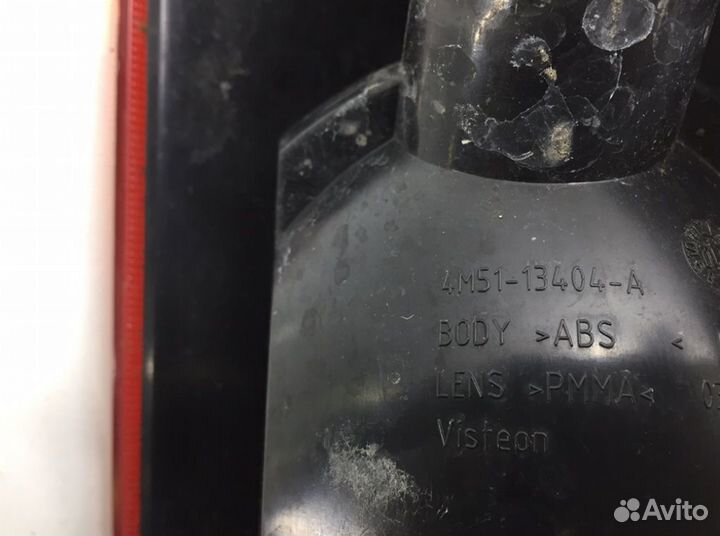 4M51-13404-A
BODY >ABS <
LENS >PMMA<
Visteon
Avito